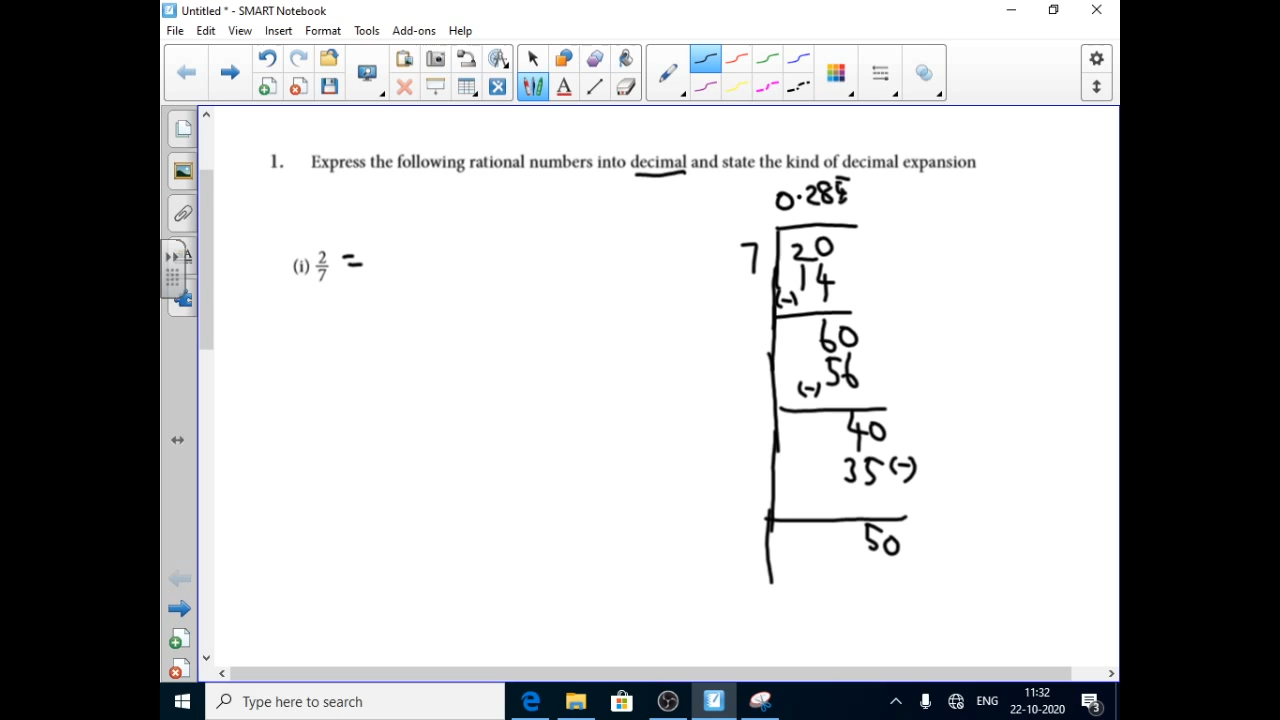 Untitled * - SMART Notebook
File Edit View Insert Format Tools Add-ons Help
1. Express the following rational numbers into decimal and state the kind of decimal expansion
0.285
(i) 2/7 =
7 20
14
(-)
60
56
(-)
40
35 (-)
50
Type here to search
ENG
11:32
22-10-2020
3